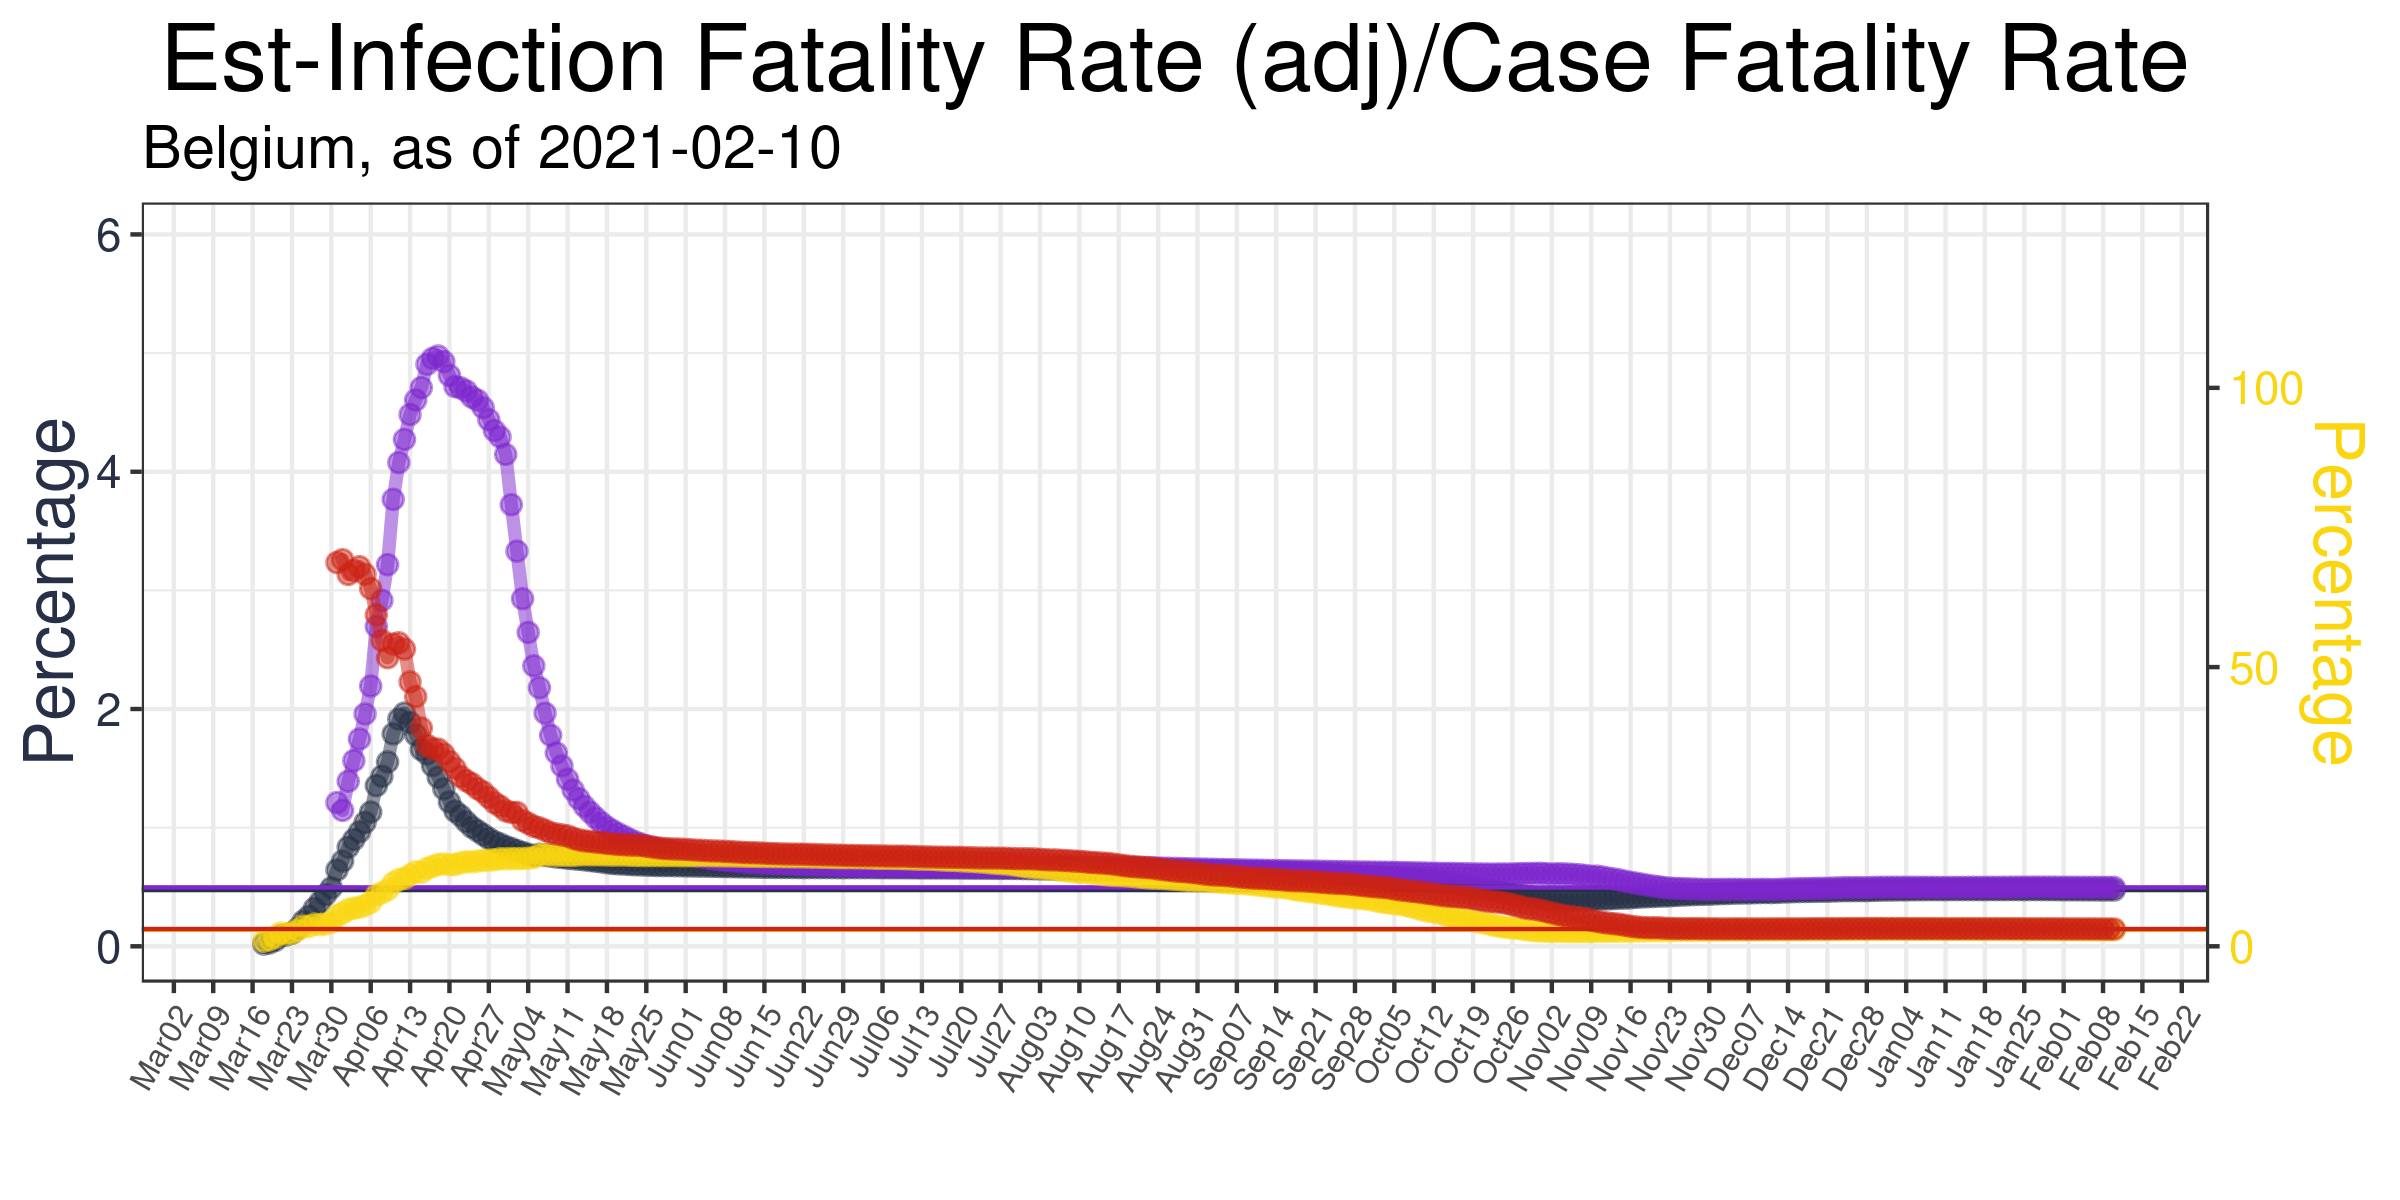 Est-Infection Fatality Rate (adj)/Case Fatality Rate
Belgium, as of 2021-02-10
Percentage
6
4
2
0
100
50
0
Percentage
Mar02
Mar09
Mar16
Mar23
Mar30
Apr06
Apr13
Apr20
Apr27
May04
May11
May18
May25
Jun01
Jun08
Jun15
Jun22
Jun29
Jul06
Jul13
Jul20
Jul27
Aug03
Aug10
Aug17
Aug24
Aug31
Sep07
Sep14
Sep21
Sep28
Oct05
Oct12
Oct19
Oct26
Nov02
Nov09
Nov16
Nov23
Nov30
Dec07
Dec14
Dec21
Dec28
Jan04
Jan11
Jan18
Jan25
Feb01
Feb08
Feb15
Feb22